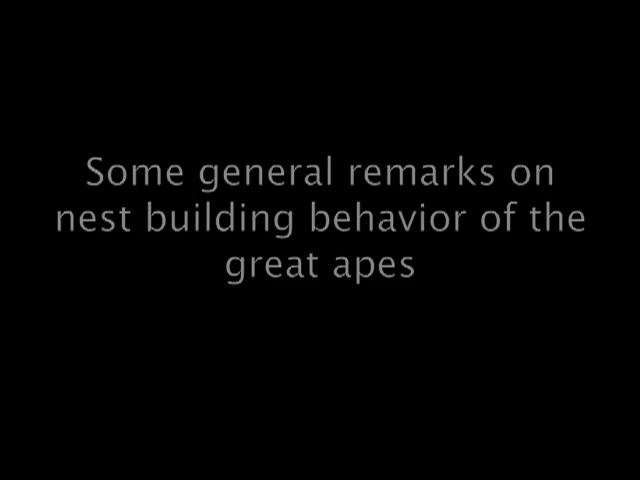 Some general remarks on
nest building behavior of the
great apes